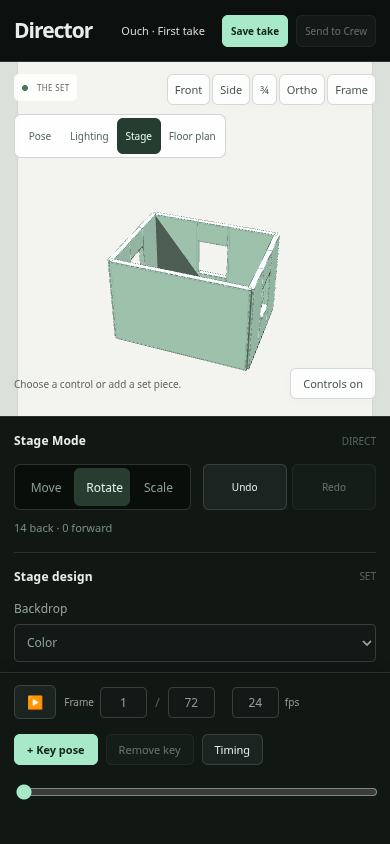 Director
Ouch · First take
Save take
Send to Crew
THE SET
Front
Side
¾
Ortho
Frame
Pose
Lighting
Stage
Floor plan
Choose a control or add a set piece.
Controls on
Stage Mode
DIRECT
Move
Rotate
Scale
Undo
Redo
14 back · 0 forward
Stage design
SET
Backdrop
Color
Frame
1
/
72
24
fps
+ Key pose
Remove key
Timing